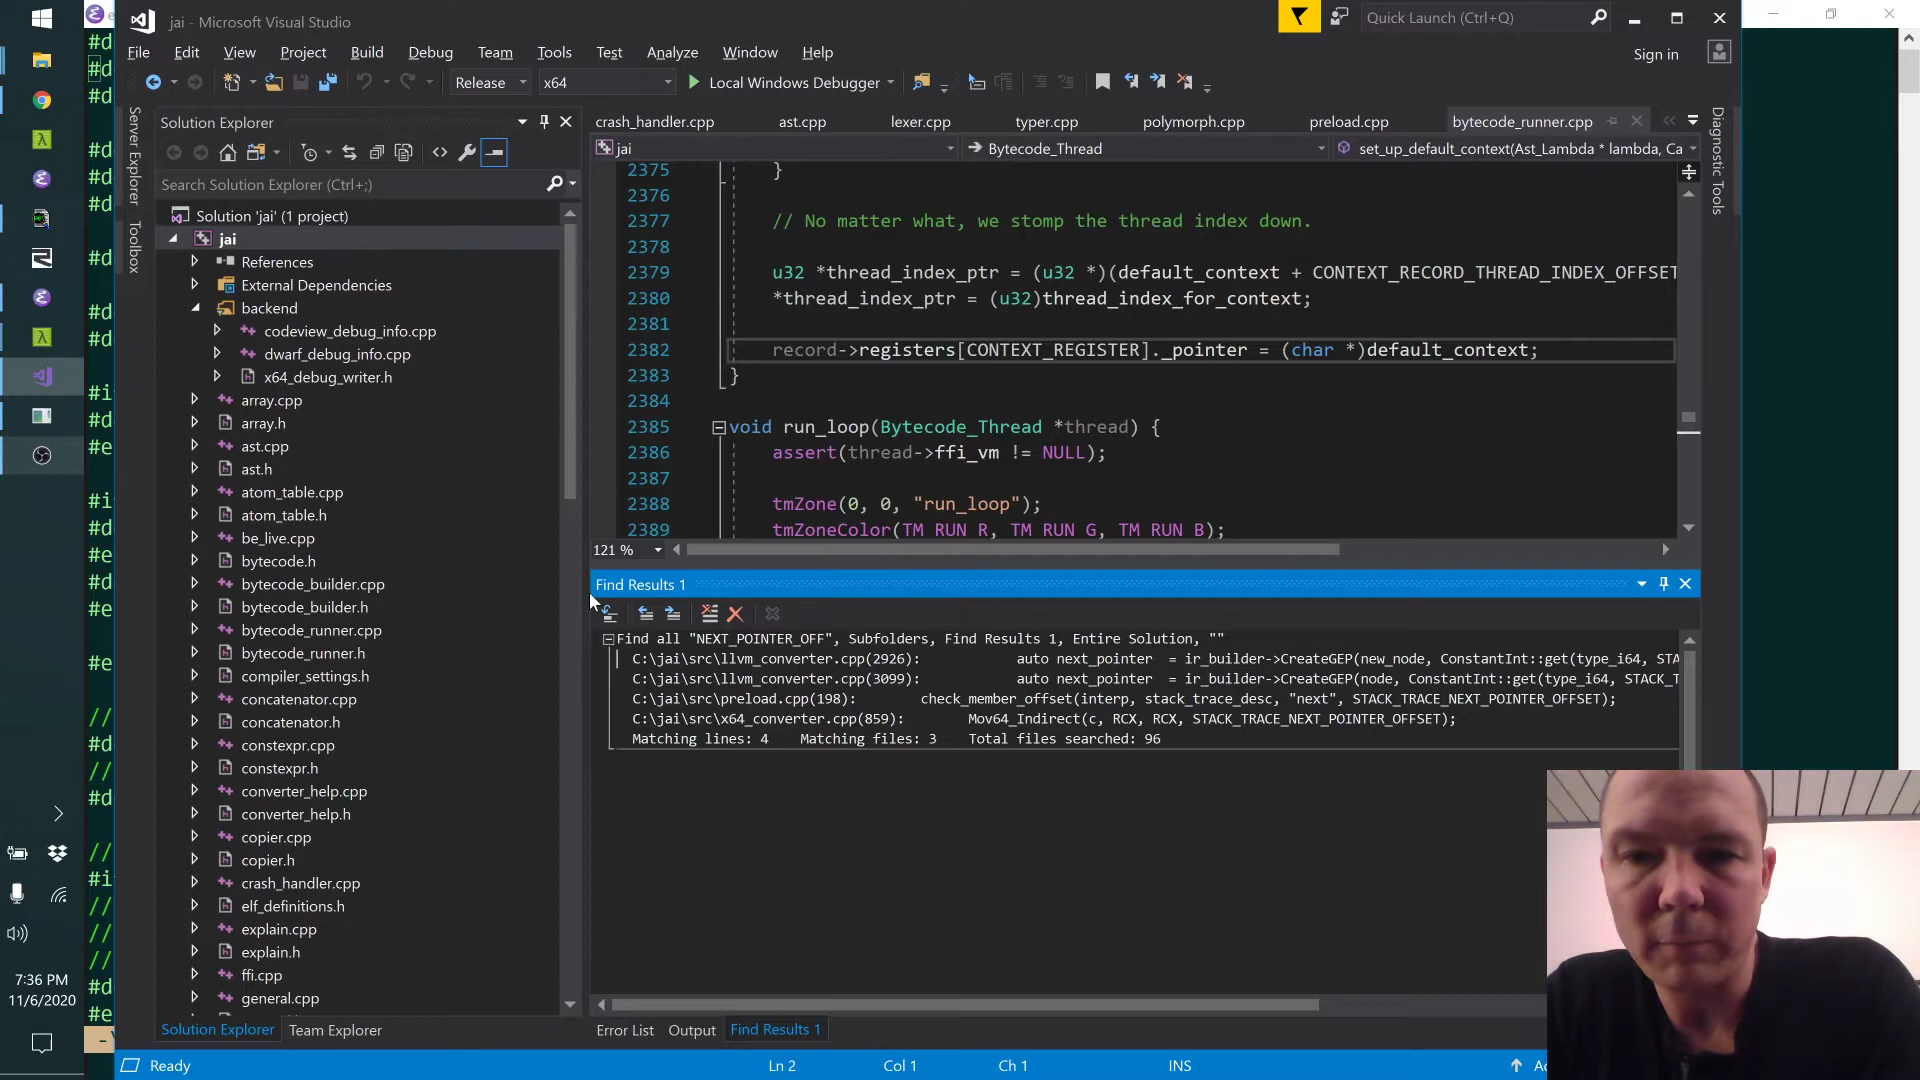 jai - Microsoft Visual Studio
Quick Launch (Ctrl+Q)
File Edit View Project Build Debug Team Tools Test Analyze Window Help
Sign in
Release x64 Local Windows Debugger
Server Explorer
Toolbox
Solution Explorer
Search Solution Explorer (Ctrl+;)
Solution 'jai' (1 project)
jai
References
External Dependencies
backend
codeview_debug_info.cpp
dwarf_debug_info.cpp
x64_debug_writer.h
array.cpp
array.h
ast.cpp
ast.h
atom_table.cpp
atom_table.h
be_live.cpp
bytecode.h
bytecode_builder.cpp
bytecode_builder.h
bytecode_runner.cpp
bytecode_runner.h
compiler_settings.h
concatenator.cpp
concatenator.h
constexpr.cpp
constexpr.h
converter_help.cpp
converter_help.h
copier.cpp
copier.h
crash_handler.cpp
elf_definitions.h
explain.cpp
explain.h
ffi.cpp
general.cpp
Solution Explorer Team Explorer
crash_handler.cpp ast.cpp lexer.cpp typer.cpp polymorph.cpp preload.cpp bytecode_runner.cpp
jai Bytecode_Thread set_up_default_context(Ast_Lambda * lambda, Ca
2375 }
2376
2377 // No matter what, we stomp the thread index down.
2378
2379 u32 *thread_index_ptr = (u32 *)(default_context + CONTEXT_RECORD_THREAD_INDEX_OFFSET
2380 *thread_index_ptr = (u32)thread_index_for_context;
2381
2382 record->registers[CONTEXT_REGISTER]._pointer = (char *)default_context;
2383 }
2384
2385 void run_loop(Bytecode_Thread *thread) {
2386 assert(thread->ffi_vm != NULL);
2387
2388 tmZone(0, 0, "run_loop");
2389 tmZoneColor(TM_RUN_R, TM_RUN_G, TM_RUN_B);
121 %
Diagnostic Tools
Find Results 1
Find all "NEXT_POINTER_OFF", Subfolders, Find Results 1, Entire Solution, ""
C:\jai\src\llvm_converter.cpp(2926): auto next_pointer = ir_builder->CreateGEP(new_node, ConstantInt::get(type_i64, STA
C:\jai\src\llvm_converter.cpp(3099): auto next_pointer = ir_builder->CreateGEP(node, ConstantInt::get(type_i64, STACK_T
C:\jai\src\preload.cpp(198): check_member_offset(interp, stack_trace_desc, "next", STACK_TRACE_NEXT_POINTER_OFFSET);
C:\jai\src\x64_converter.cpp(859): Mov64_Indirect(c, RCX, RCX, STACK_TRACE_NEXT_POINTER_OFFSET);
Matching lines: 4 Matching files: 3 Total files searched: 96
Error List Output Find Results 1
Ready Ln 2 Col 1 Ch 1 INS
7:36 PM
11/6/2020
#d
#d
#d
#d
#d
#d
#d
#d
#d
#i
#d
#e
#i
#d
#e
#d
#e
#e
//
#d
//
#d
//
#i
//
//
//
#d
#e